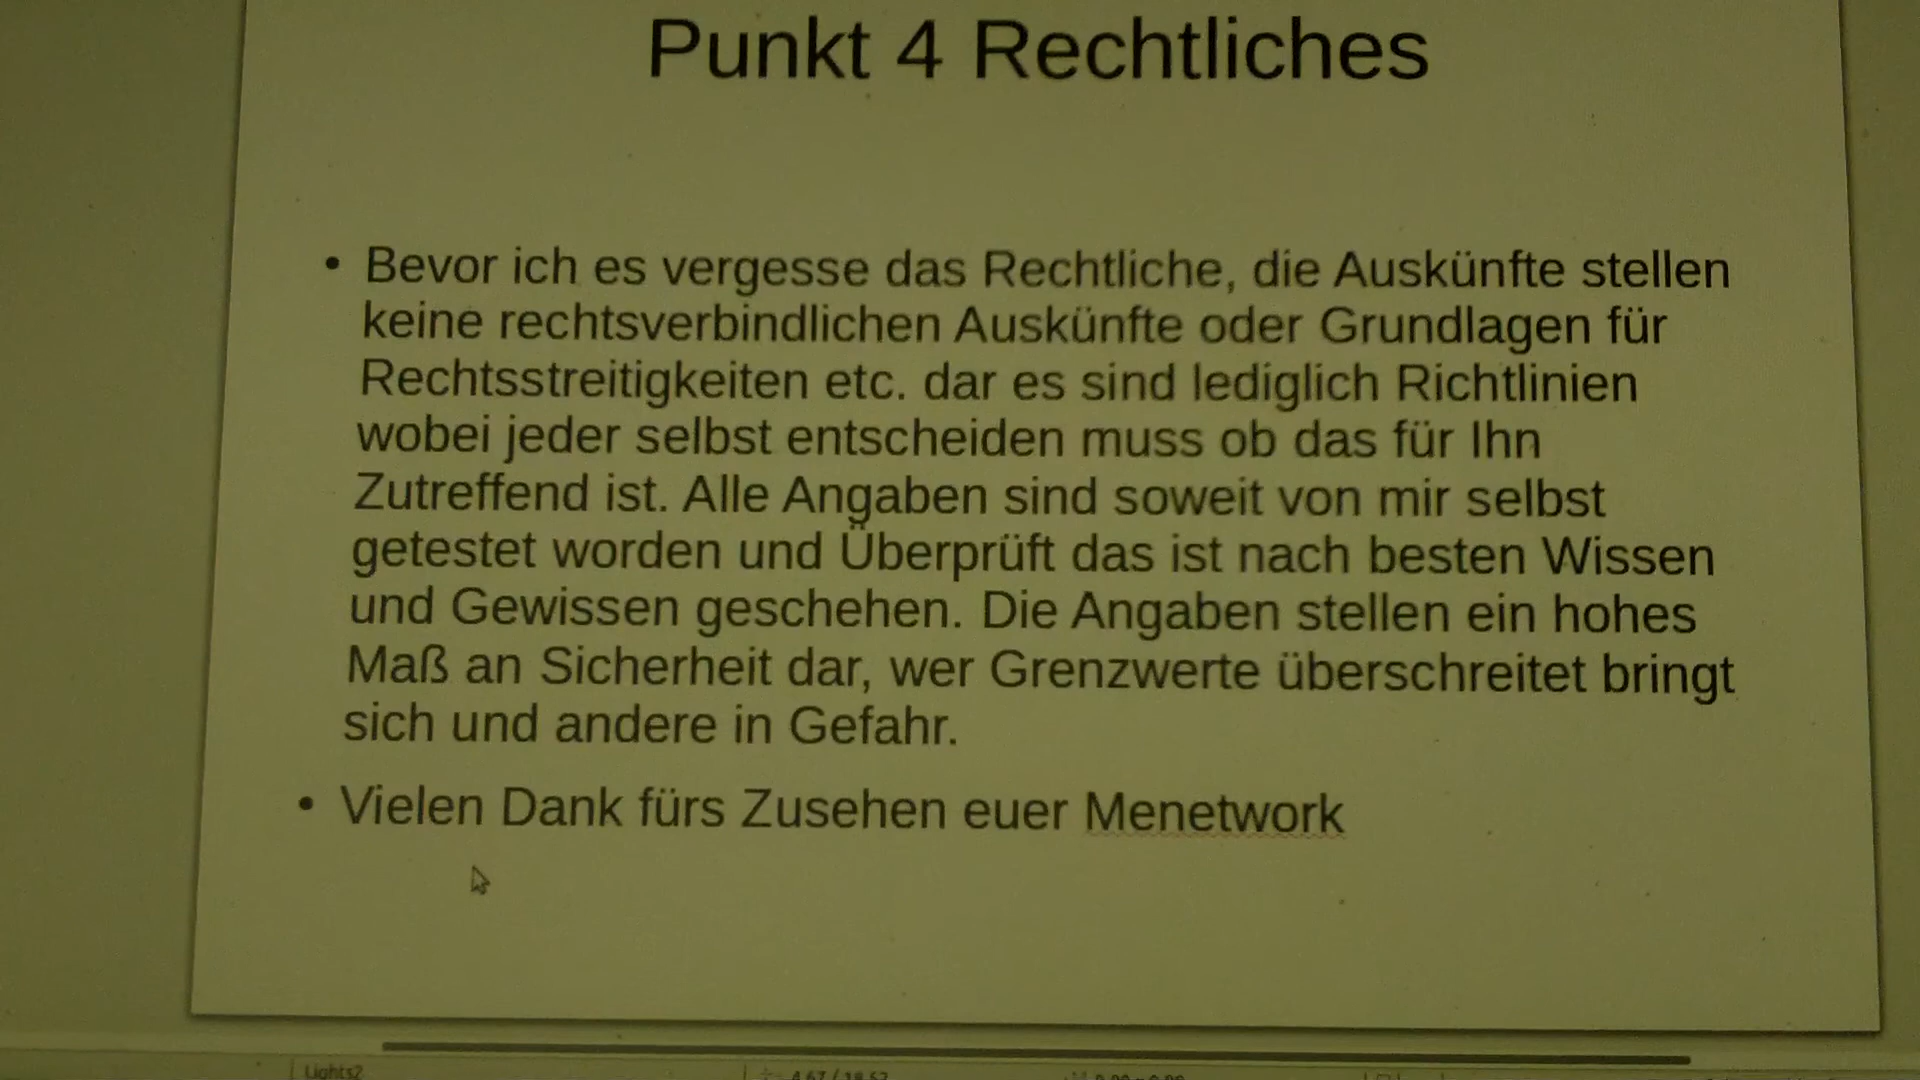 Punkt 4 Rechtliches
• Bevor ich es vergesse das Rechtliche, die Auskünfte stellen
keine rechtsverbindlichen Auskünfte oder Grundlagen für
Rechtsstreitigkeiten etc. dar es sind lediglich Richtlinien
wobei jeder selbst entscheiden muss ob das für Ihn
Zutreffend ist. Alle Angaben sind soweit von mir selbst
getestet worden und Überprüft das ist nach besten Wissen
und Gewissen geschehen. Die Angaben stellen ein hohes
Maß an Sicherheit dar, wer Grenzwerte überschreitet bringt
sich und andere in Gefahr.
• Vielen Dank fürs Zusehen euer Menetwork
Lights2